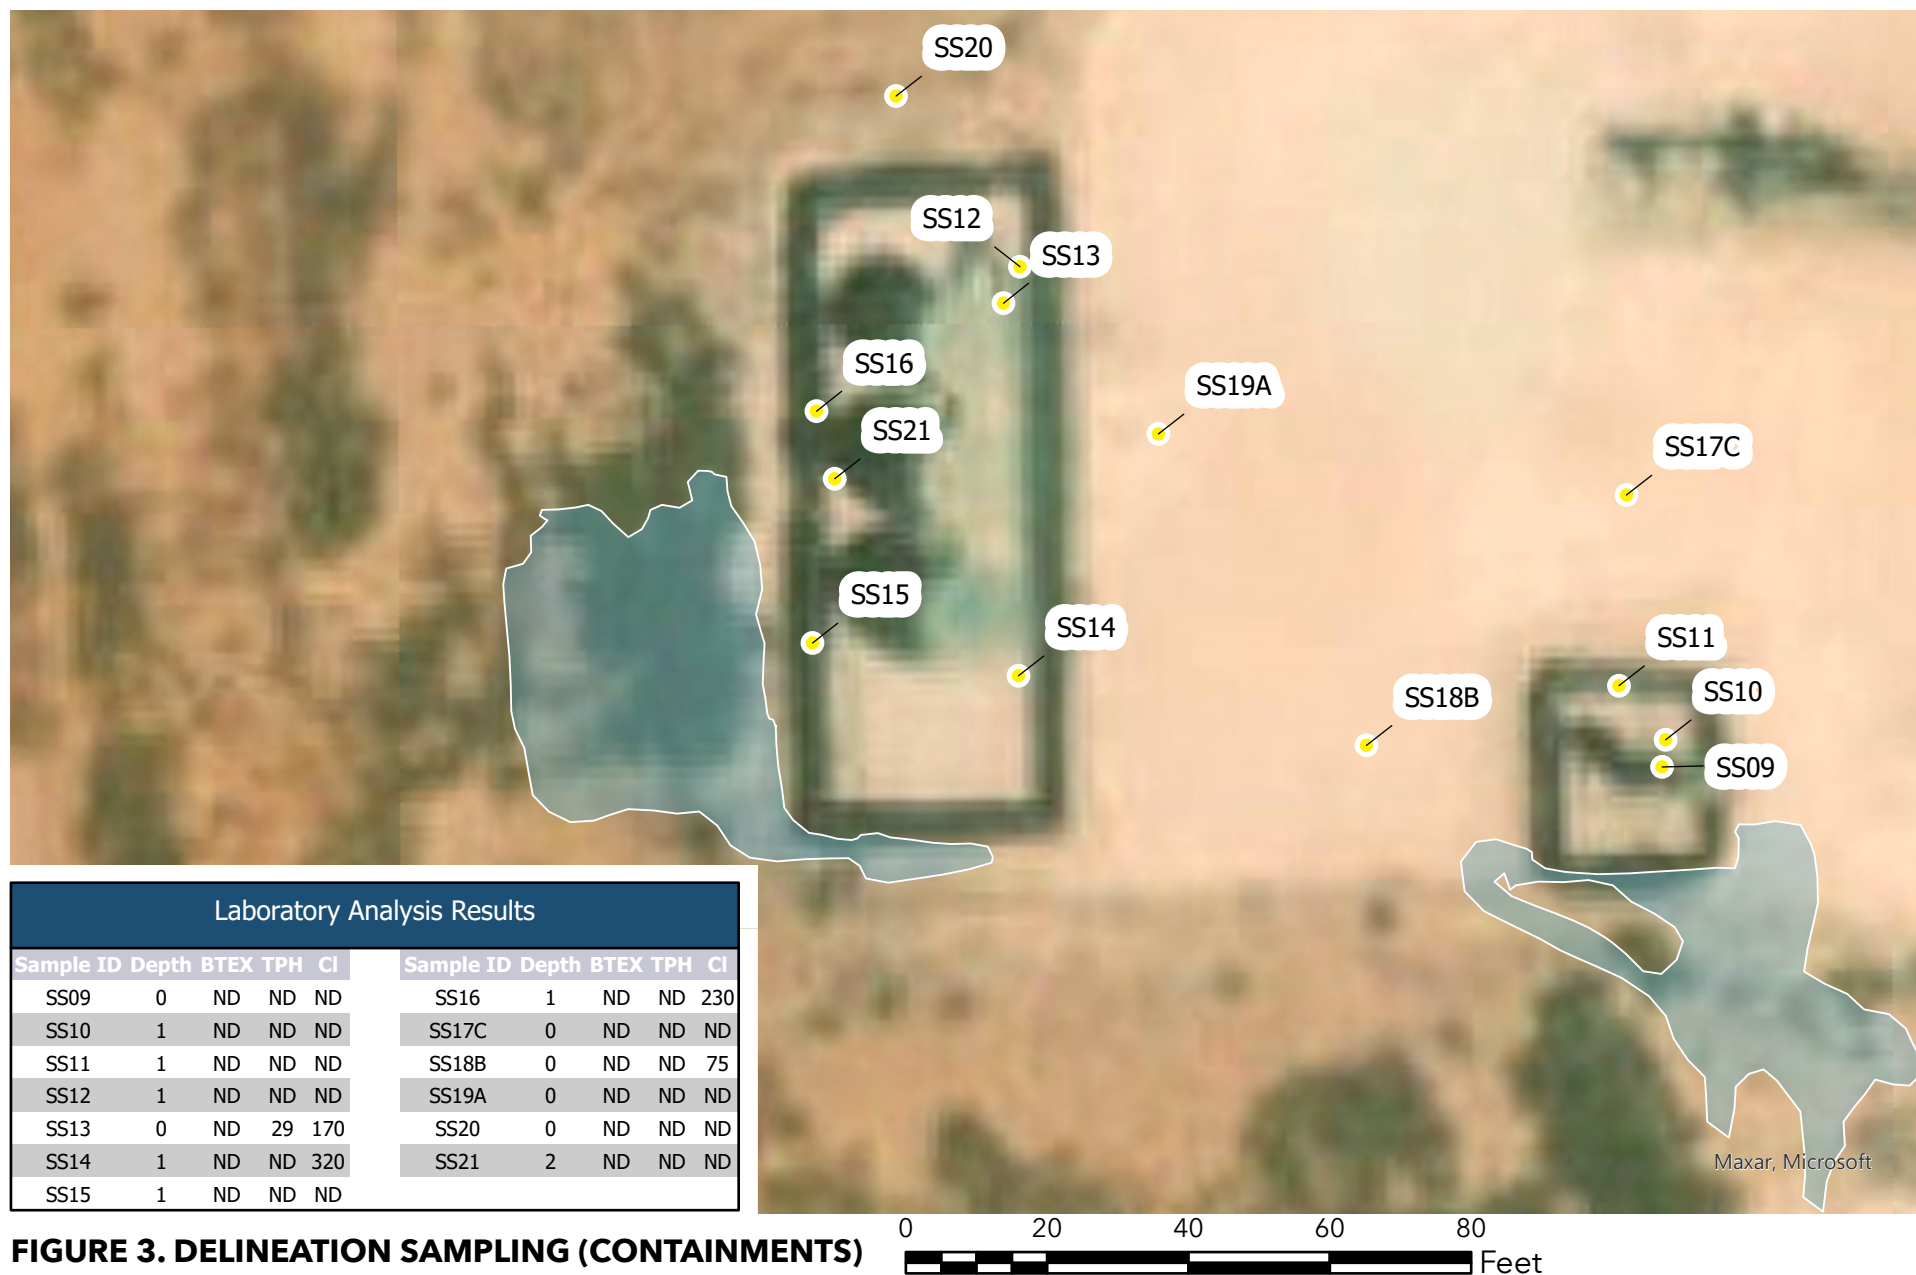 SS20
SS12
SS13
SS16
SS19A
SS21
SS17C
SS15
SS14
SS11
SS10
SS18B
SS09
Laboratory Analysis Results
Sample ID Depth BTEX TPH Cl Sample ID Depth BTEX TPH Cl
SS09 0 ND ND ND SS16 1 ND ND 230
SS10 1 ND ND ND SS17C 0 ND ND ND
SS11 1 ND ND ND SS18B 0 ND ND 75
SS12 1 ND ND ND SS19A 0 ND ND ND
SS13 0 ND 29 170 SS20 0 ND ND ND
SS14 1 ND ND 320 SS21 2 ND ND ND
SS15 1 ND ND ND
Maxar, Microsoft
FIGURE 3. DELINEATION SAMPLING (CONTAINMENTS)
0 20 40 60 80
Feet